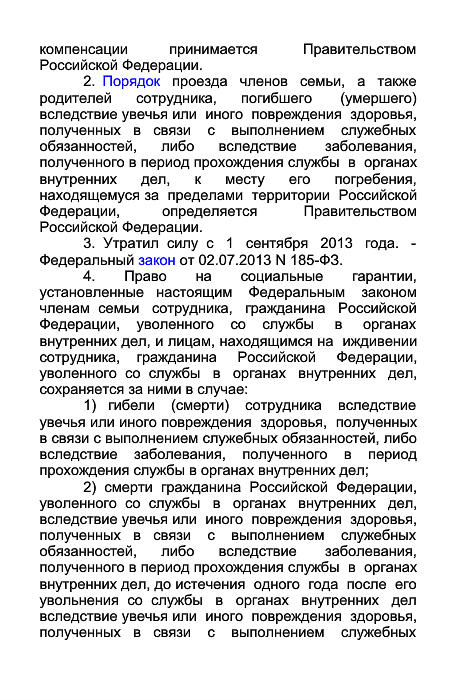 компенсации принимается Правительством
Российской Федерации.
2. Порядок проезда членов семьи, а также
родителей сотрудника, погибшего (умершего)
вследствие увечья или иного повреждения здоровья,
полученных в связи с выполнением служебных
обязанностей, либо вследствие заболевания,
полученного в период прохождения службы в органах
внутренних дел, к месту его погребения,
находящемуся за пределами территории Российской
Федерации, определяется Правительством
Российской Федерации.
3. Утратил силу с 1 сентября 2013 года. -
Федеральный закон от 02.07.2013 N 185-ФЗ.
4. Право на социальные гарантии,
установленные настоящим Федеральным законом
членам семьи сотрудника, гражданина Российской
Федерации, уволенного со службы в органах
внутренних дел, и лицам, находящимся на иждивении
сотрудника, гражданина Российской Федерации,
уволенного со службы в органах внутренних дел,
сохраняется за ними в случае:
1) гибели (смерти) сотрудника вследствие
увечья или иного повреждения здоровья, полученных
в связи с выполнением служебных обязанностей, либо
вследствие заболевания, полученного в период
прохождения службы в органах внутренних дел;
2) смерти гражданина Российской Федерации,
уволенного со службы в органах внутренних дел,
вследствие увечья или иного повреждения здоровья,
полученных в связи с выполнением служебных
обязанностей, либо вследствие заболевания,
полученного в период прохождения службы в органах
внутренних дел, до истечения одного года после его
увольнения со службы в органах внутренних дел
вследствие увечья или иного повреждения здоровья,
полученных в связи с выполнением служебных